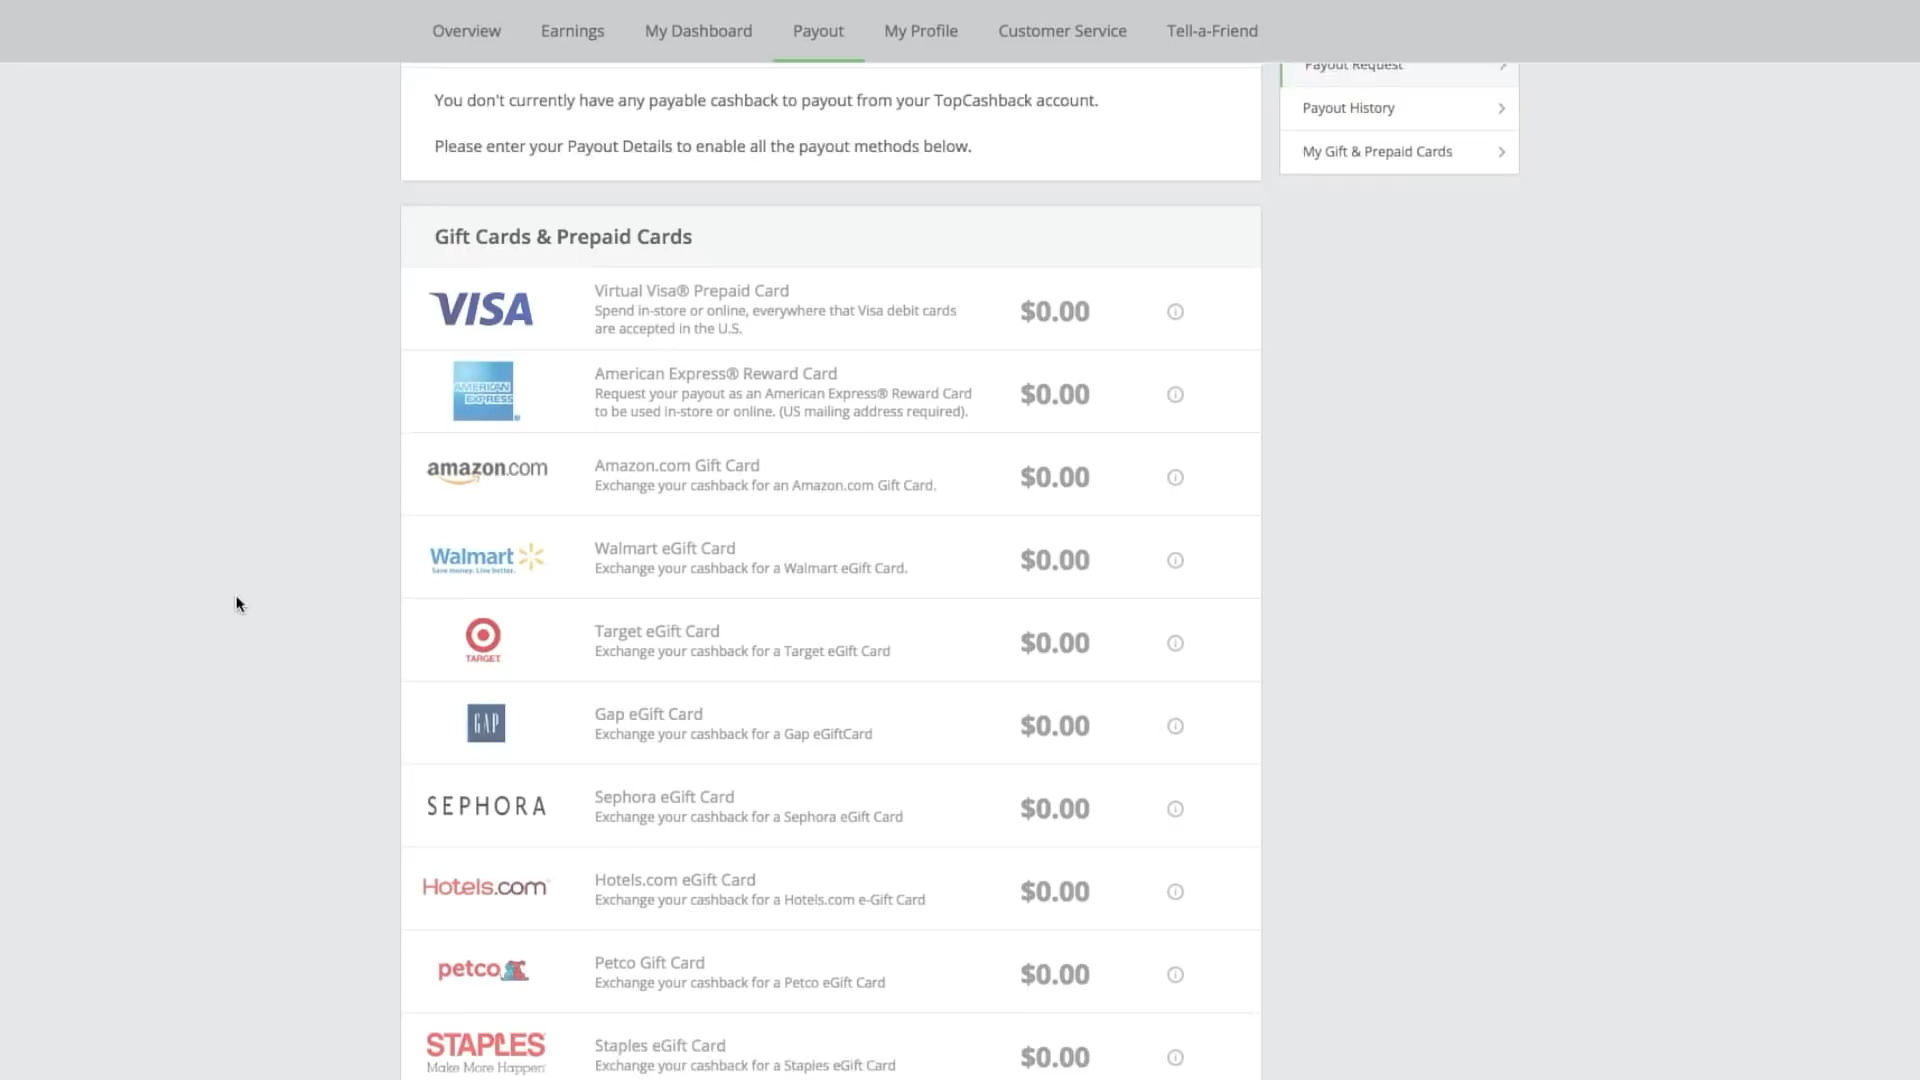 Overview Earnings My Dashboard Payout My Profile Customer Service Tell-a-Friend
You don't currently have any payable cashback to payout from your TopCashback account.
Please enter your Payout Details to enable all the payout methods below.
Payout Request
Payout History
My Gift & Prepaid Cards
Gift Cards & Prepaid Cards
VISA
Virtual Visa® Prepaid Card
Spend in-store or online, everywhere that Visa debit cards
are accepted in the U.S.
$0.00
AMERICAN
EXPRESS
American Express® Reward Card
Request your payout as an American Express® Reward Card
to be used in-store or online. (US mailing address required).
$0.00
amazon.com
Amazon.com Gift Card
Exchange your cashback for an Amazon.com Gift Card.
$0.00
Walmart
Save money. Live better.
Walmart eGift Card
Exchange your cashback for a Walmart eGift Card.
$0.00
TARGET
Target eGift Card
Exchange your cashback for a Target eGift Card
$0.00
GAP
Gap eGift Card
Exchange your cashback for a Gap eGiftCard
$0.00
SEPHORA
Sephora eGift Card
Exchange your cashback for a Sephora eGift Card
$0.00
Hotels.com
Hotels.com eGift Card
Exchange your cashback for a Hotels.com e-Gift Card
$0.00
petco
Petco Gift Card
Exchange your cashback for a Petco eGift Card
$0.00
STAPLES
Make More Happen
Staples eGift Card
Exchange your cashback for a Staples eGift Card
$0.00